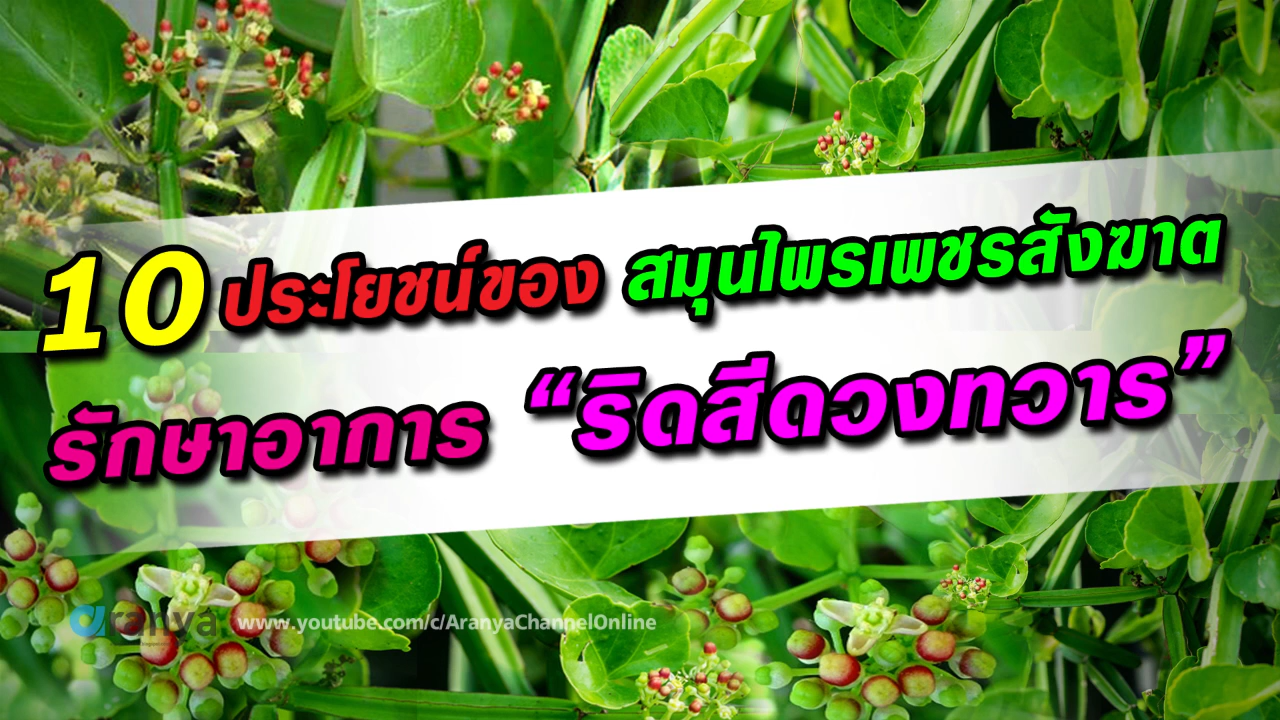 10 ประโยชน์ของ สมุนไพรเพชรสังฆาต
รักษาอาการ “ริดสีดวงทวาร”
aranya www.youtube.com/c/AranyaChannelOnline